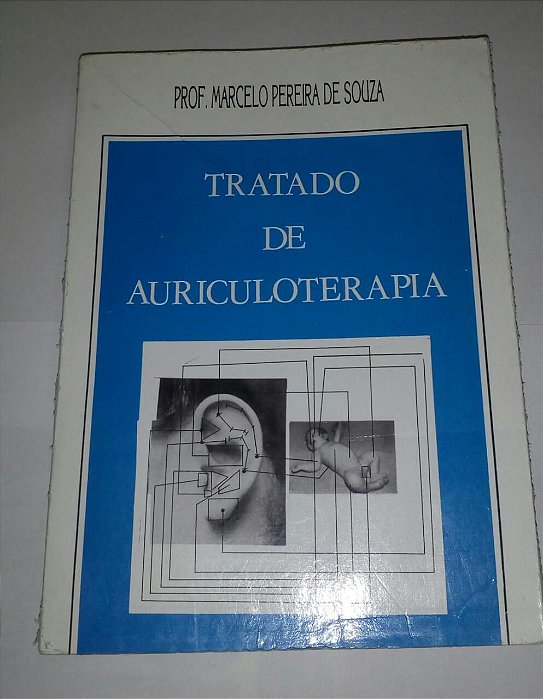 PROF. MARCELO PEREIRA DE SOUZA
TRATADO
DE
AURICULOTERAPIA